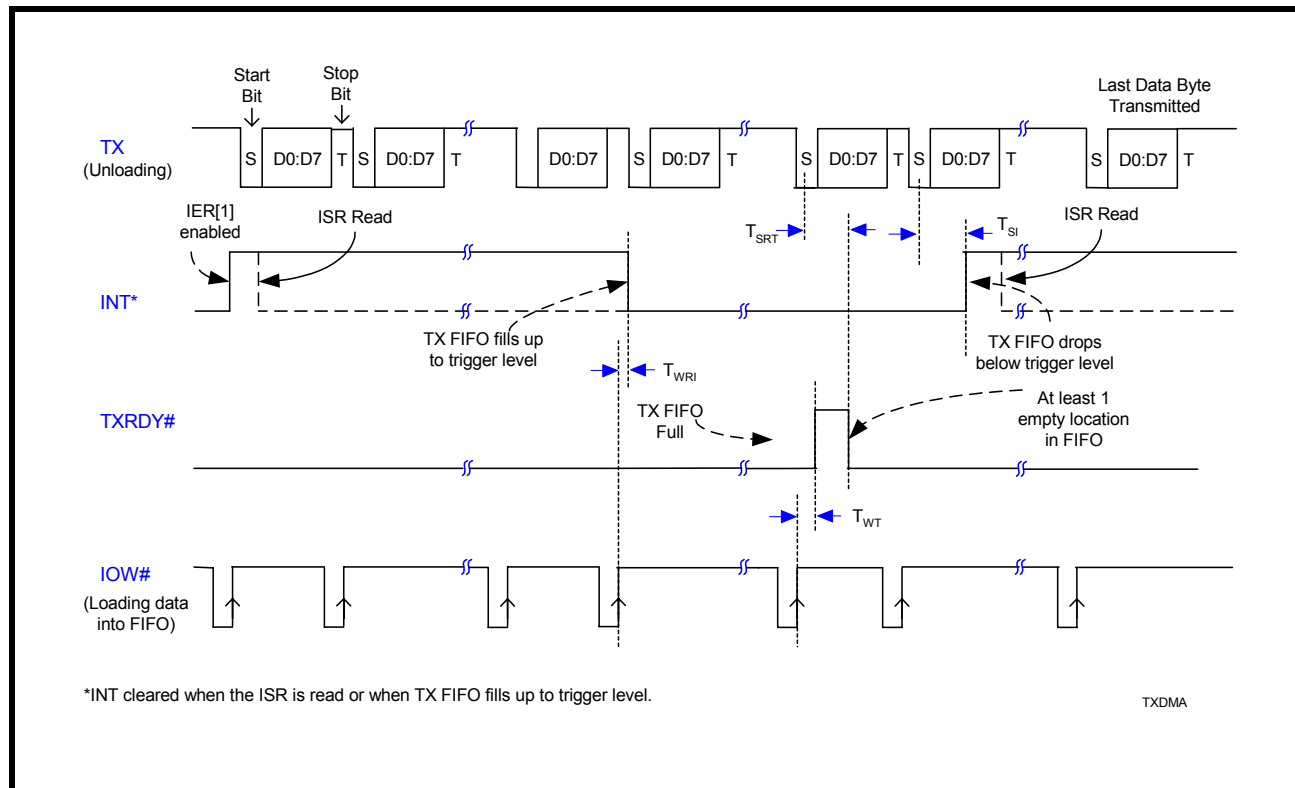 Start
Bit
Stop
Bit
Last Data Byte
Transmitted
TX
(Unloading)
S D0:D7 T S D0:D7 T D0:D7 S D0:D7 T S D0:D7 T S D0:D7 T S D0:D7 T
IER[1]
enabled
ISR Read
TSRT
TSI
ISR Read
INT*
TX FIFO fills up
to trigger level
TX FIFO drops
below trigger level
TWRI
TXRDY#
TX FIFO
Full
At least 1
empty location
in FIFO
TWT
IOW#
(Loading data
into FIFO)
*INT cleared when the ISR is read or when TX FIFO fills up to trigger level.
TXDMA